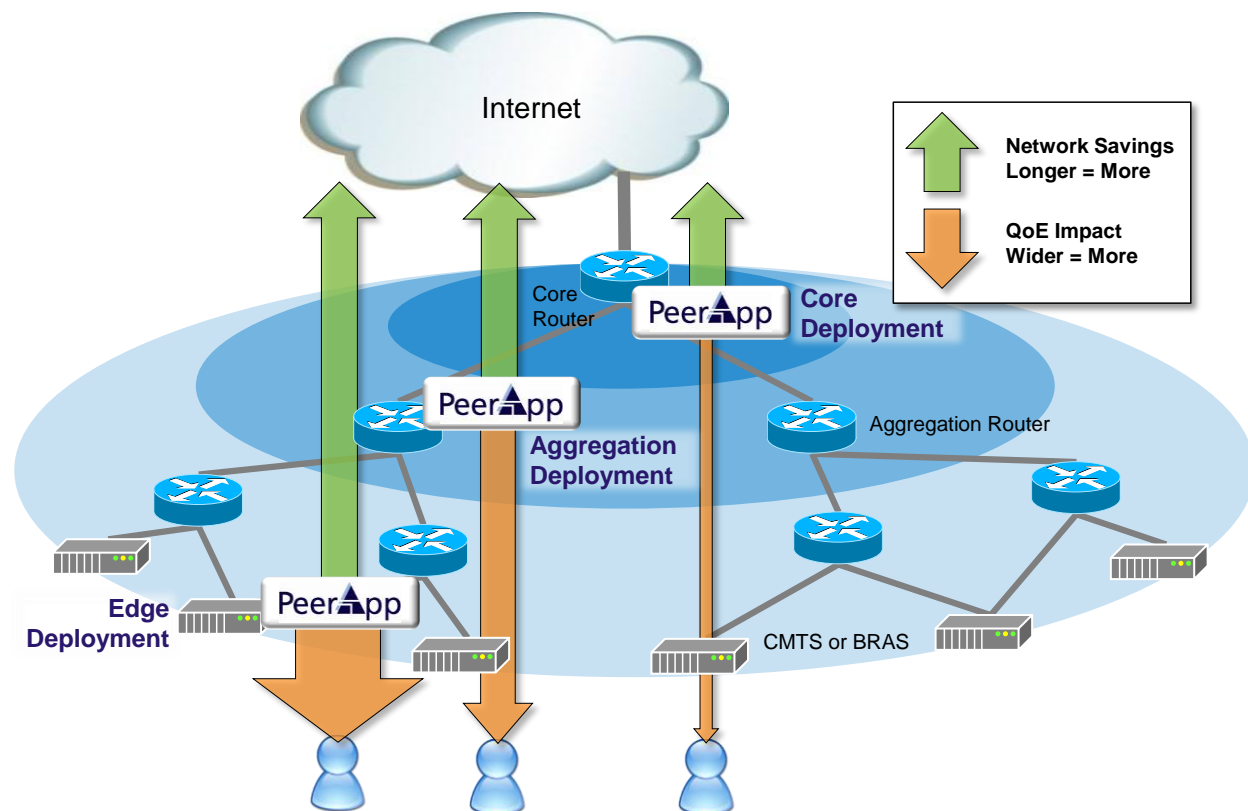 Internet
Network Savings
Longer = More
QoE Impact
Wider = More
Core
Router
PeerApp
Core
Deployment
PeerApp
Aggregation
Deployment
Aggregation Router
PeerApp
Edge
Deployment
CMTS or BRAS